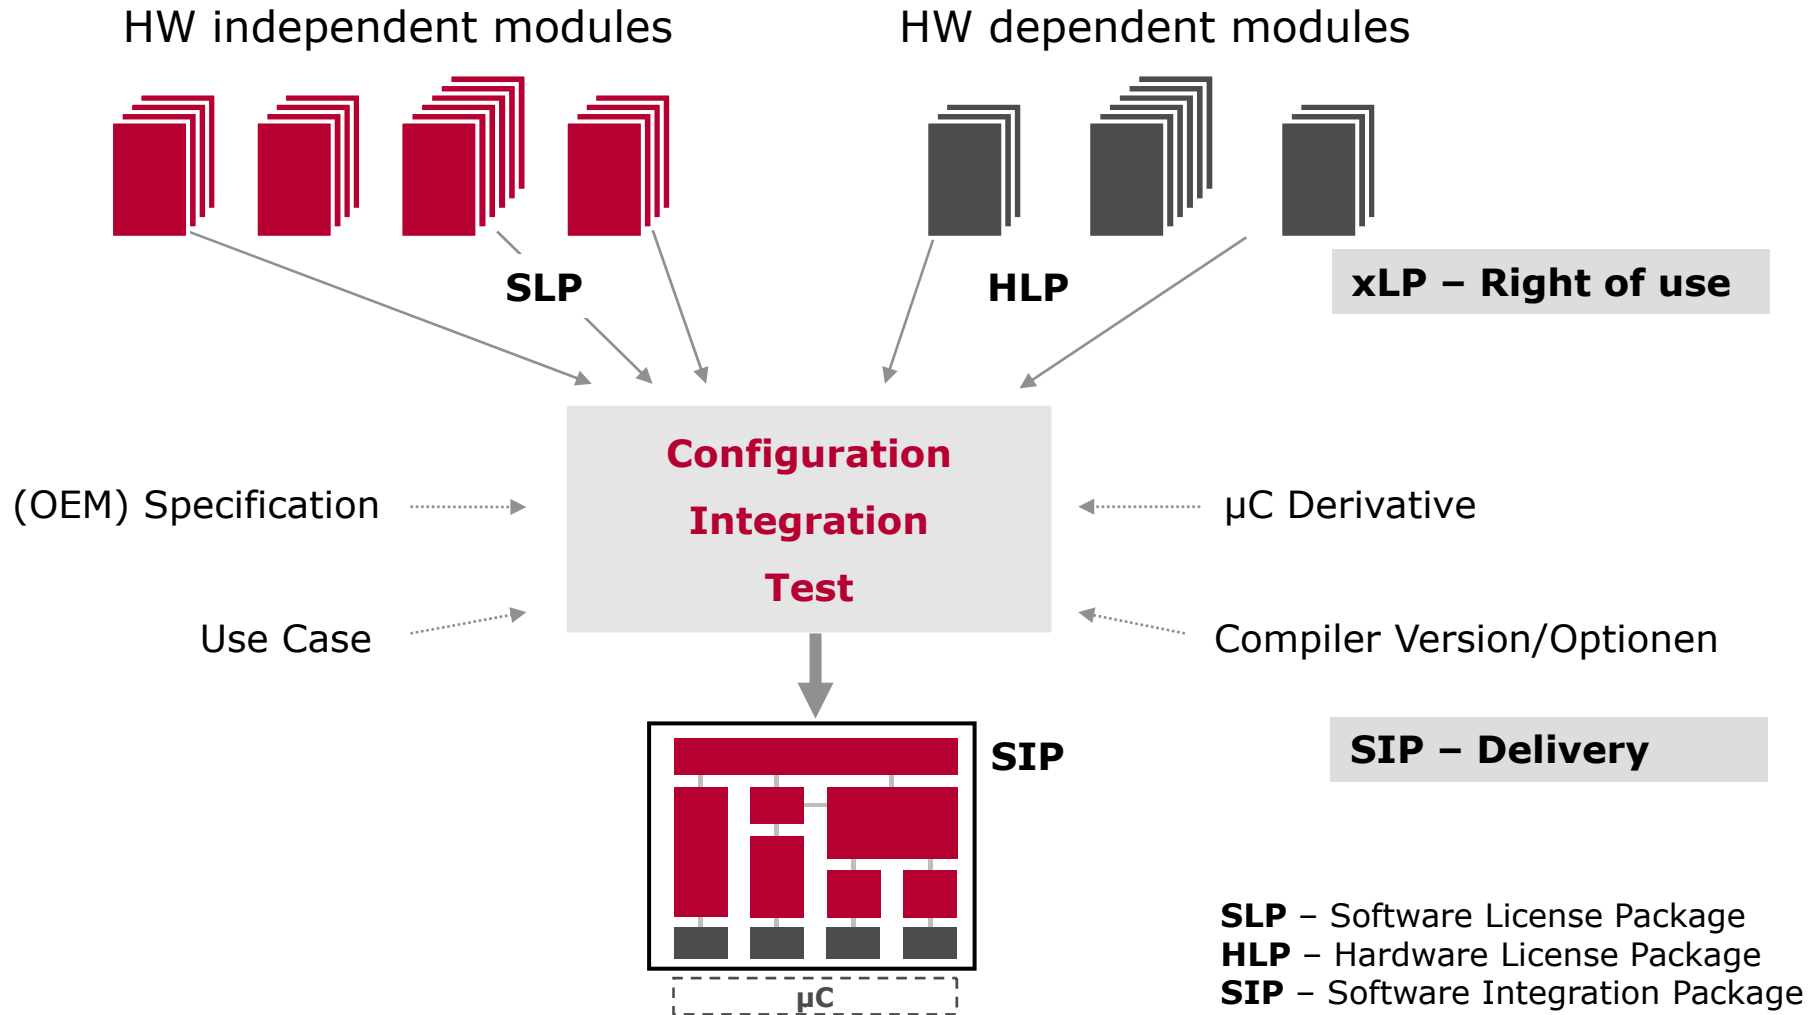 HW independent modules
HW dependent modules
SLP
HLP
xLP – Right of use
Configuration
Integration
Test
(OEM) Specification
µC Derivative
Use Case
Compiler Version/Optionen
SIP
SIP – Delivery
SLP – Software License Package
HLP – Hardware License Package
SIP – Software Integration Package
µC